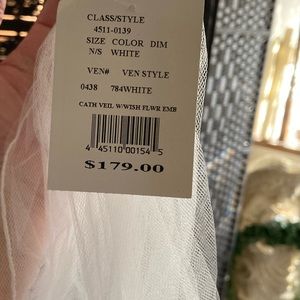 CLASS/STYLE
4511-0139
SIZE COLOR DIM
N/S WHITE
VEN# VEN STYLE
0438 784WHITE
CATH VEIL W/WISH FLWR EMB
4 45110 00154 5
$179.00